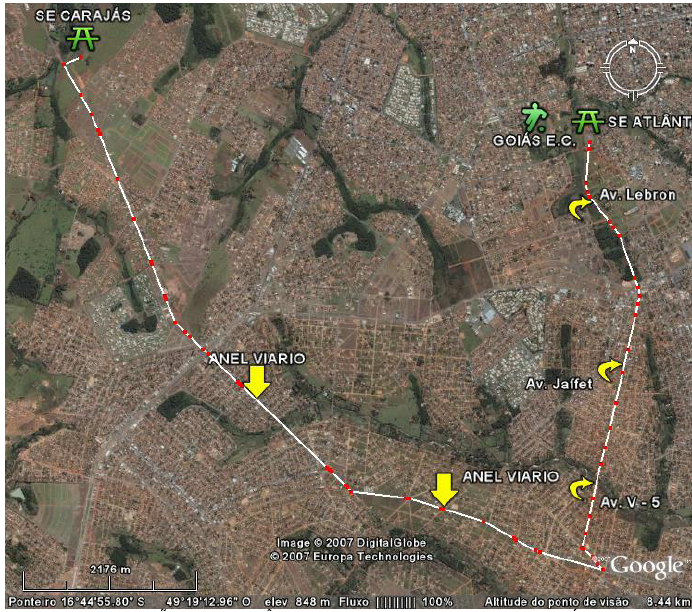 SE CARAJÁS
N
GOIÁS E.C.
SE ATLÂNT
Av. Lebron
ANEL VIARIO
Av. Jaffet
ANEL VIARIO
Av. V - 5
Image © 2007 DigitalGlobe
© 2007 Europa Technologies
© 2007 Google
2176 m
Ponteiro 16°44'55.80" S 49°19'12.96" O elev 848 m Fluxo |||||||||| 100% Altitude do ponto de visão 8.44 km